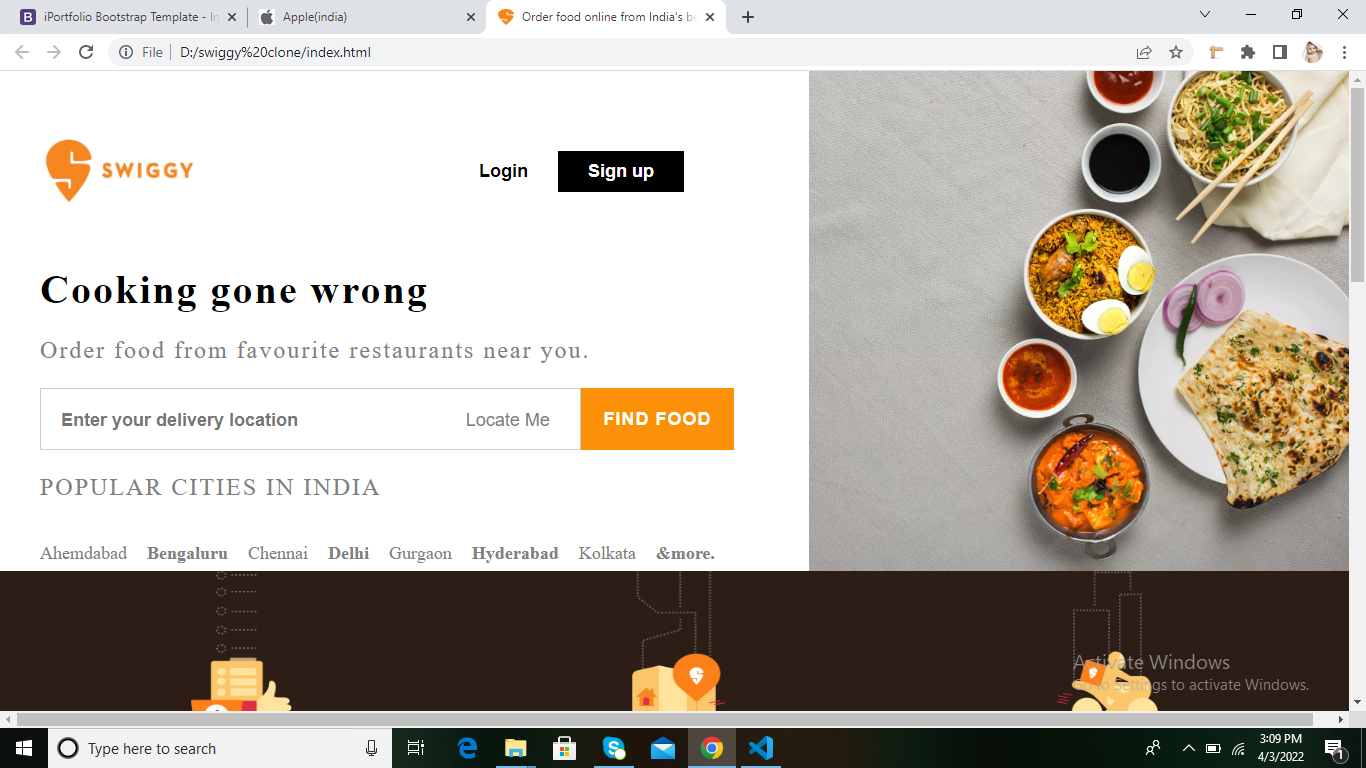 iPortfolio Bootstrap Template - In
Apple(india)
Order food online from India's be
File
D:/swiggy%20clone/index.html
SWIGGY
Login
Sign up
Cooking gone wrong
Order food from favourite restaurants near you.
Enter your delivery location
Locate Me
FIND FOOD
POPULAR CITIES IN INDIA
Ahemdabad Bengaluru Chennai Delhi Gurgaon Hyderabad Kolkata &more.
Activate Windows
Go to Settings to activate Windows.
Type here to search
3:09 PM
4/3/2022
1